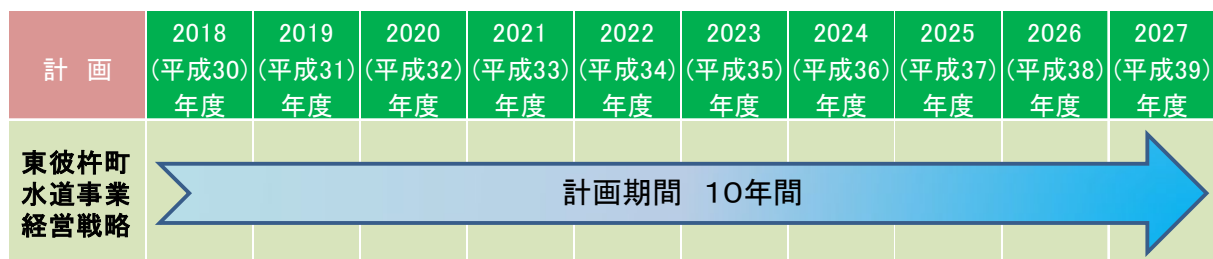 計 画
2018
(平成30)
年度
2019
(平成31)
年度
2020
(平成32)
年度
2021
(平成33)
年度
2022
(平成34)
年度
2023
(平成35)
年度
2024
(平成36)
年度
2025
(平成37)
年度
2026
(平成38)
年度
2027
(平成39)
年度
東彼杵町
水道事業
経営戦略
計画期間 10年間